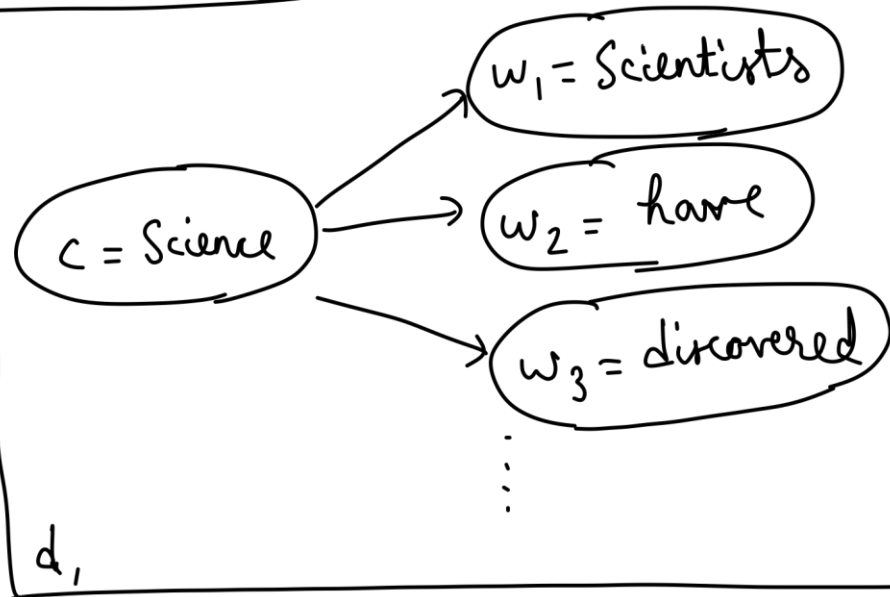 w₁ = Scientists
c = Science
w₂ = have
w₃ = discovered
d₁